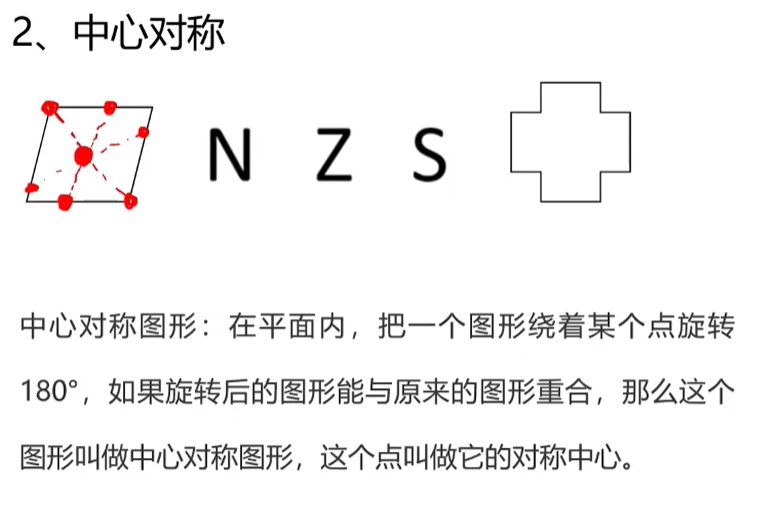 2、中心对称
N Z S
中心对称图形：在平面内，把一个图形绕着某个点旋转
180°，如果旋转后的图形能与原来的图形重合，那么这个
图形叫做中心对称图形，这个点叫做它的对称中心。